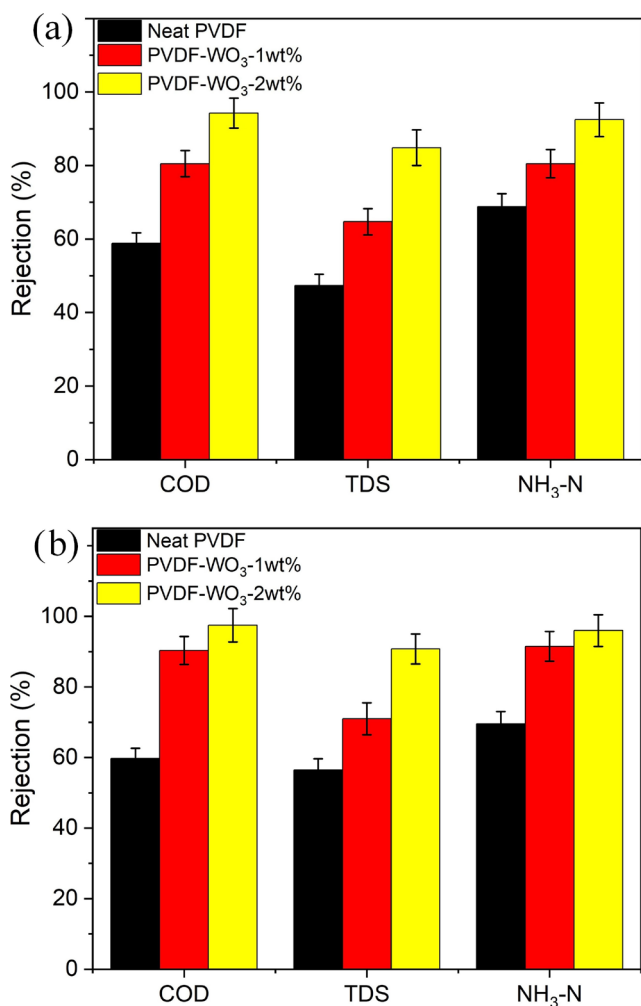 (a)
Neat PVDF
PVDF-WO₃-1wt%
PVDF-WO₃-2wt%
100
80
60
40
20
0
Rejection (%)
COD TDS NH₃-N
(b)
Neat PVDF
PVDF-WO₃-1wt%
PVDF-WO₃-2wt%
100
80
60
40
20
0
Rejection (%)
COD TDS NH₃-N